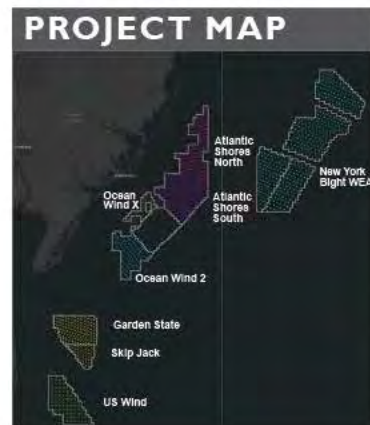 PROJECT MAP
Atlantic
Shores
North
New York
Bight WEA
Ocean
Wind X
Atlantic
Shores
South
Ocean Wind 2
Garden State
Skip Jack
US Wind